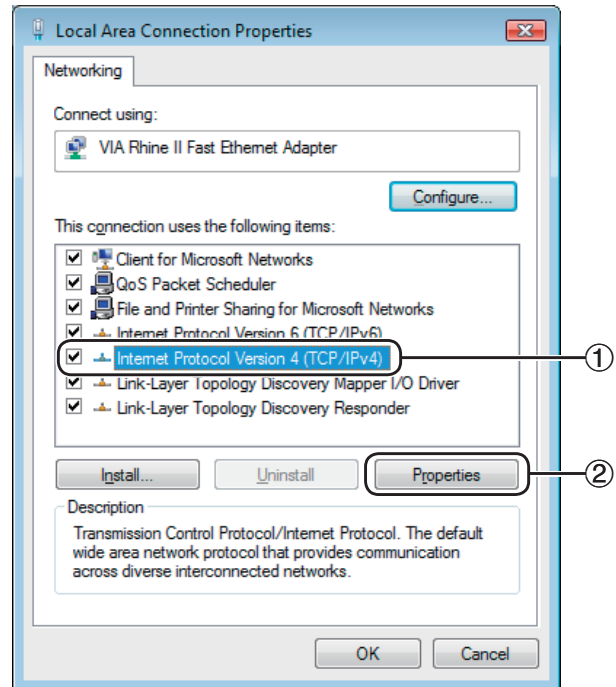 Local Area Connection Properties
Networking
Connect using:
VIA Rhine II Fast Ethernet Adapter
Configure...
This connection uses the following items:
Client for Microsoft Networks
QoS Packet Scheduler
File and Printer Sharing for Microsoft Networks
Internet Protocol Version 6 (TCP/IPv6)
Internet Protocol Version 4 (TCP/IPv4)
①
Link-Layer Topology Discovery Mapper I/O Driver
Link-Layer Topology Discovery Responder
Install...
Uninstall
Properties
②
Description
Transmission Control Protocol/Internet Protocol. The default
wide area network protocol that provides communication
across diverse interconnected networks.
OK
Cancel